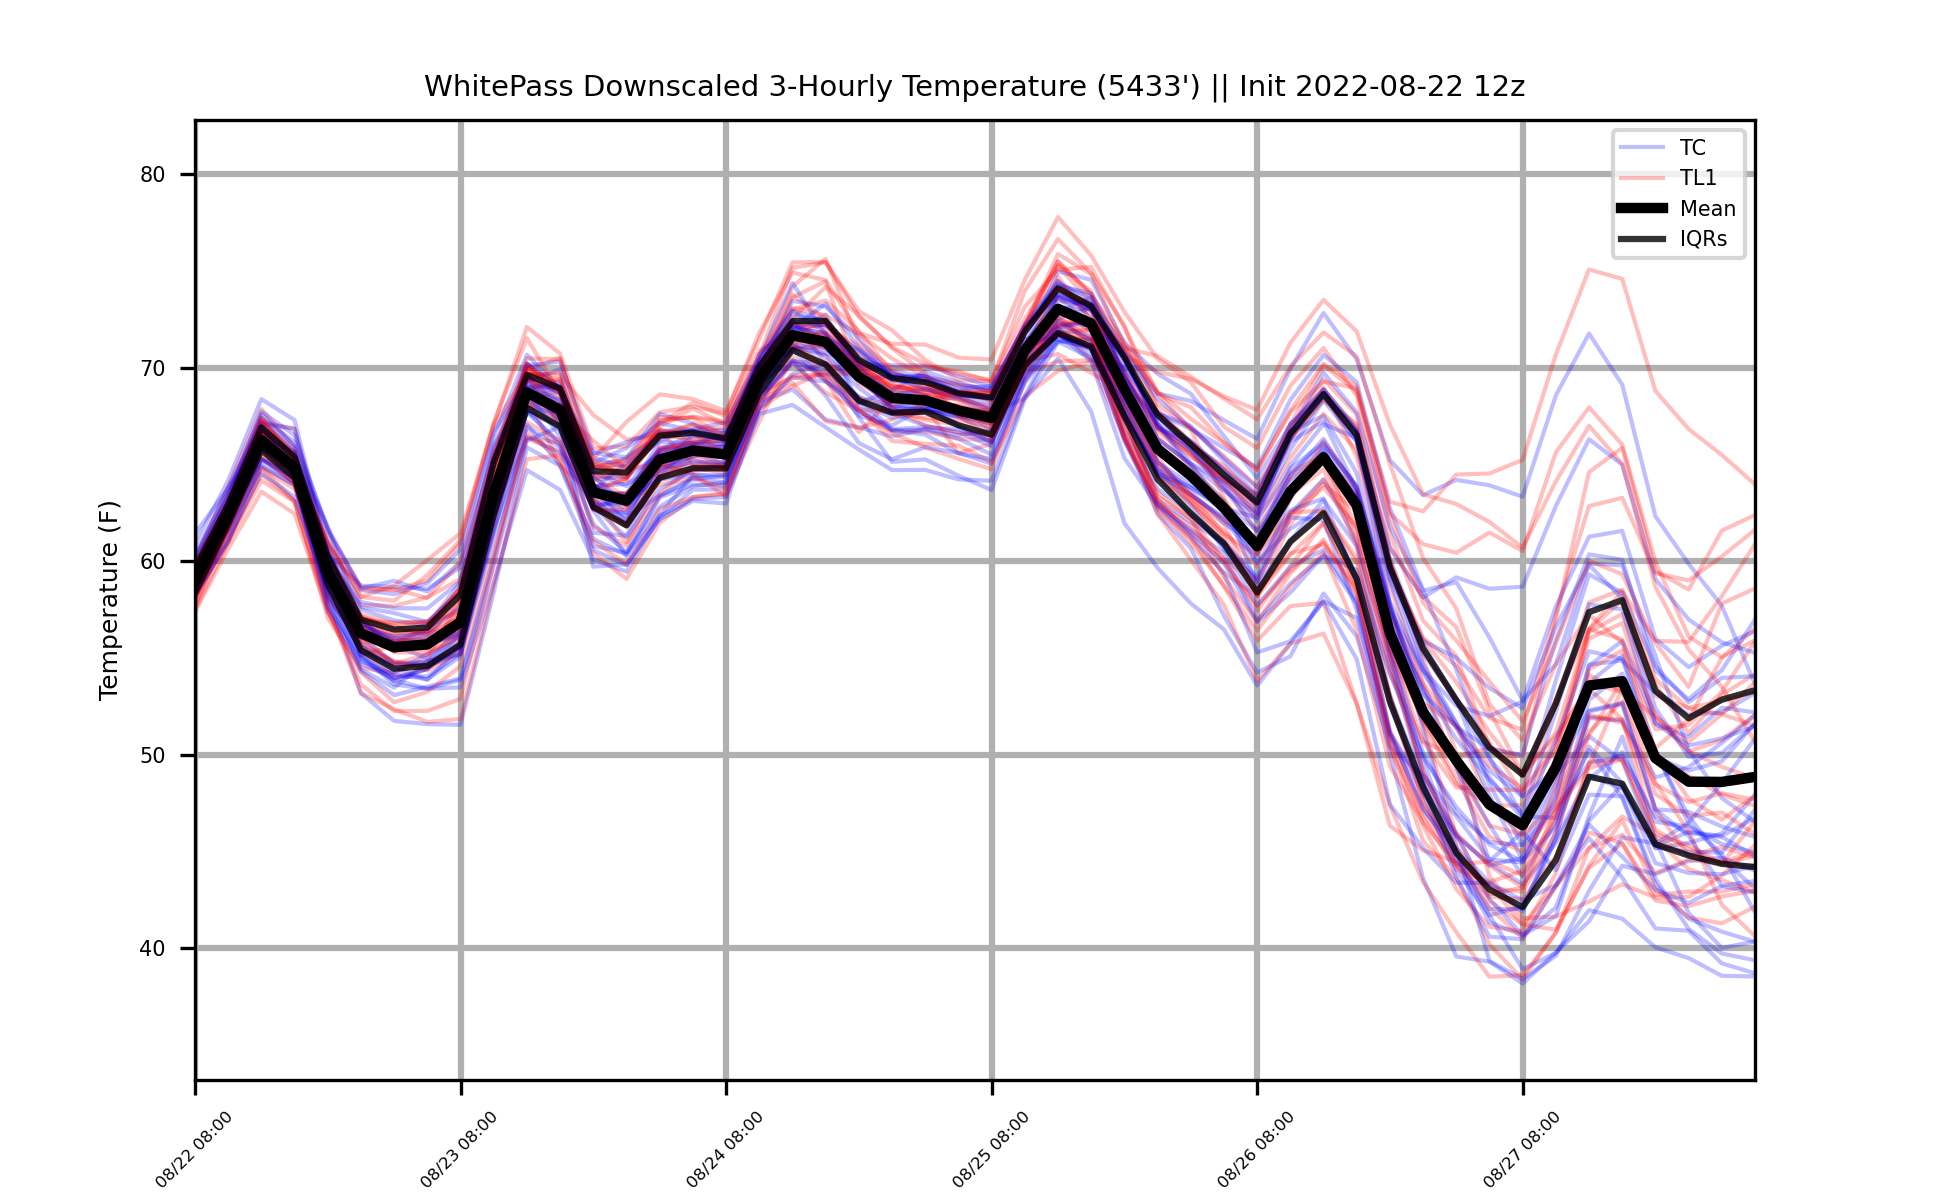 WhitePass Downscaled 3-Hourly Temperature (5433') || Init 2022-08-22 12z
TC
TL1
Mean
IQRs
Temperature (F)
80
70
60
50
40
08/22 08:00
08/23 08:00
08/24 08:00
08/25 08:00
08/26 08:00
08/27 08:00